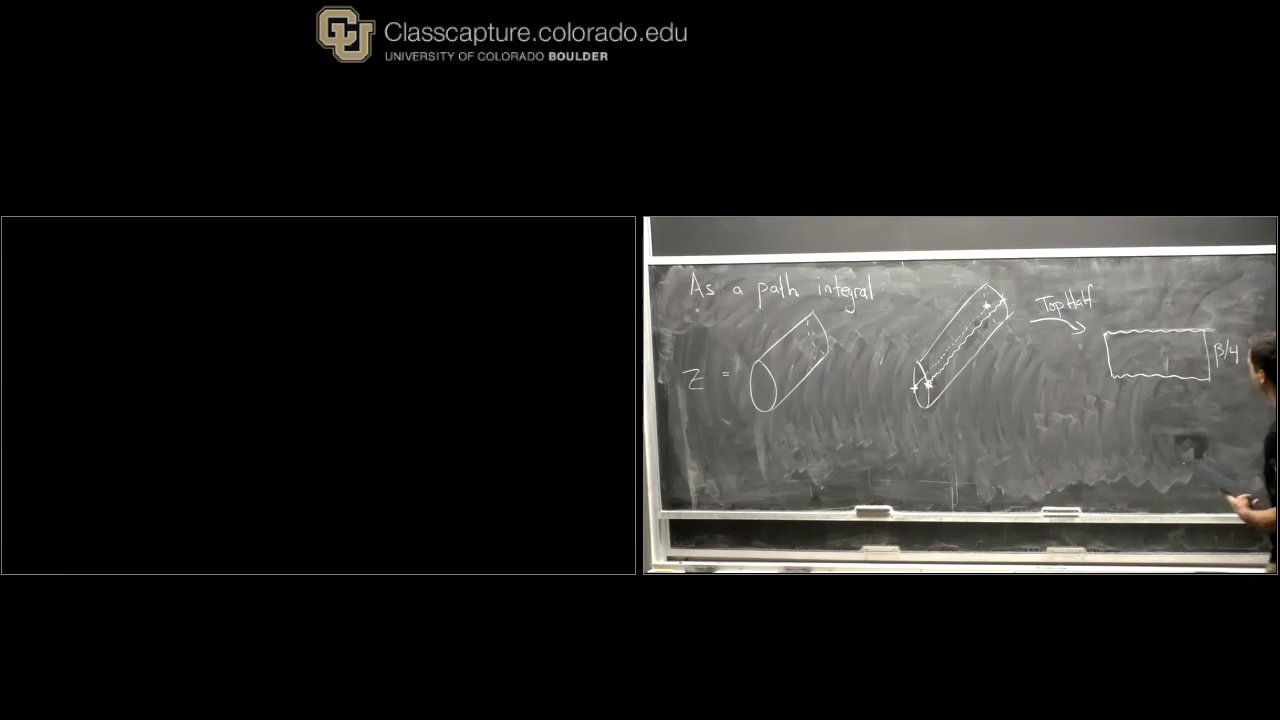 Classcapture.colorado.edu
UNIVERSITY OF COLORADO BOULDER
As a path integral
Top Half
Z =
β/4